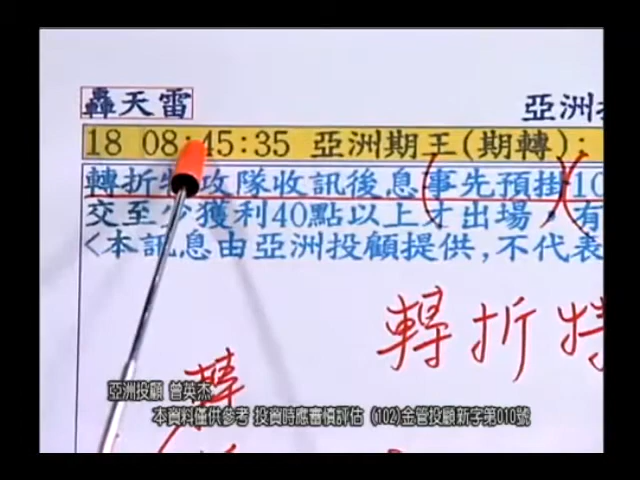 轟天雷
亞洲
18 08:45:35 亞洲期王(期轉):
轉折特攻隊收訊後息事先預掛10
交至少獲利40點以上才出場，有
<本訊息由亞洲投顧提供,不代表
轉折特
轉
亞洲投顧 曾英杰
本資料僅供參考 投資時應審慎評估 (102)金管投顧新字第010號